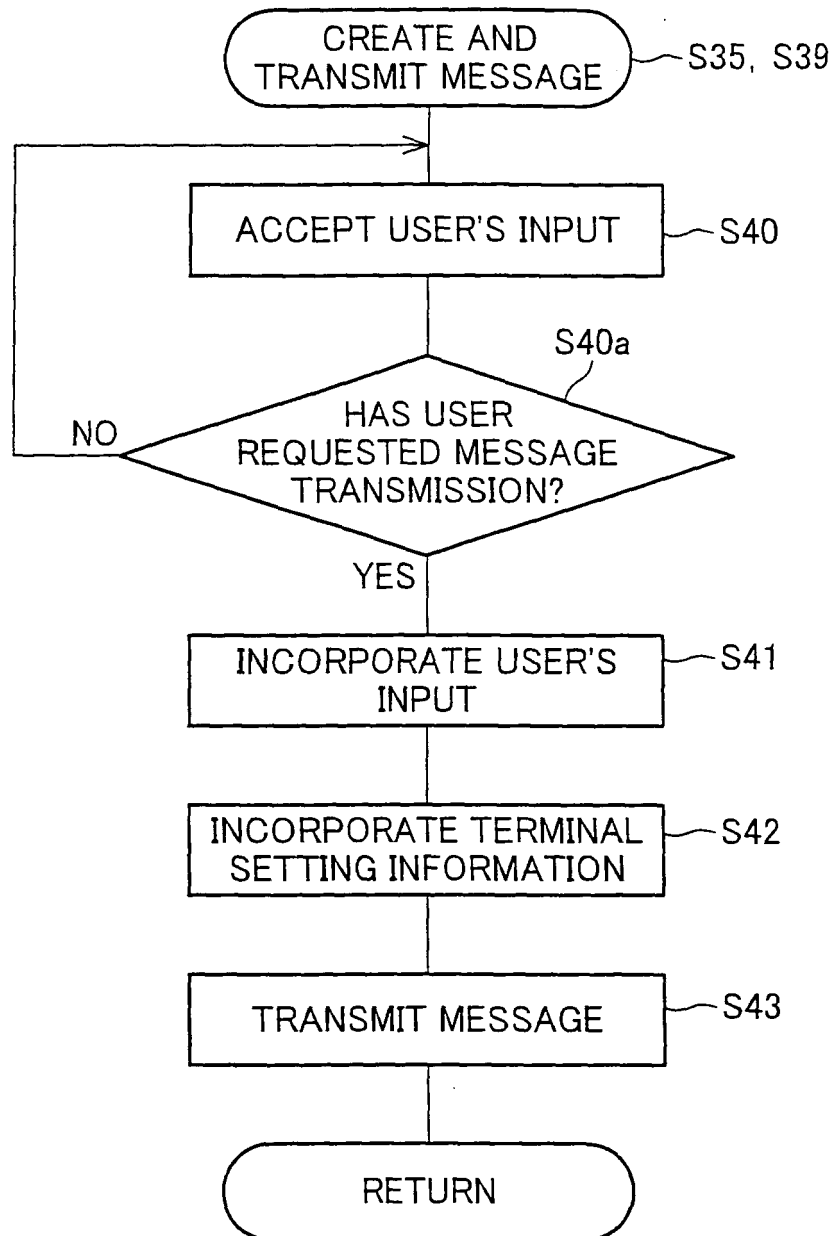 CREATE AND
TRANSMIT MESSAGE
S35, S39
ACCEPT USER'S INPUT
S40
S40a
HAS USER
REQUESTED MESSAGE
TRANSMISSION?
NO
YES
INCORPORATE USER'S
INPUT
S41
INCORPORATE TERMINAL
SETTING INFORMATION
S42
TRANSMIT MESSAGE
S43
RETURN